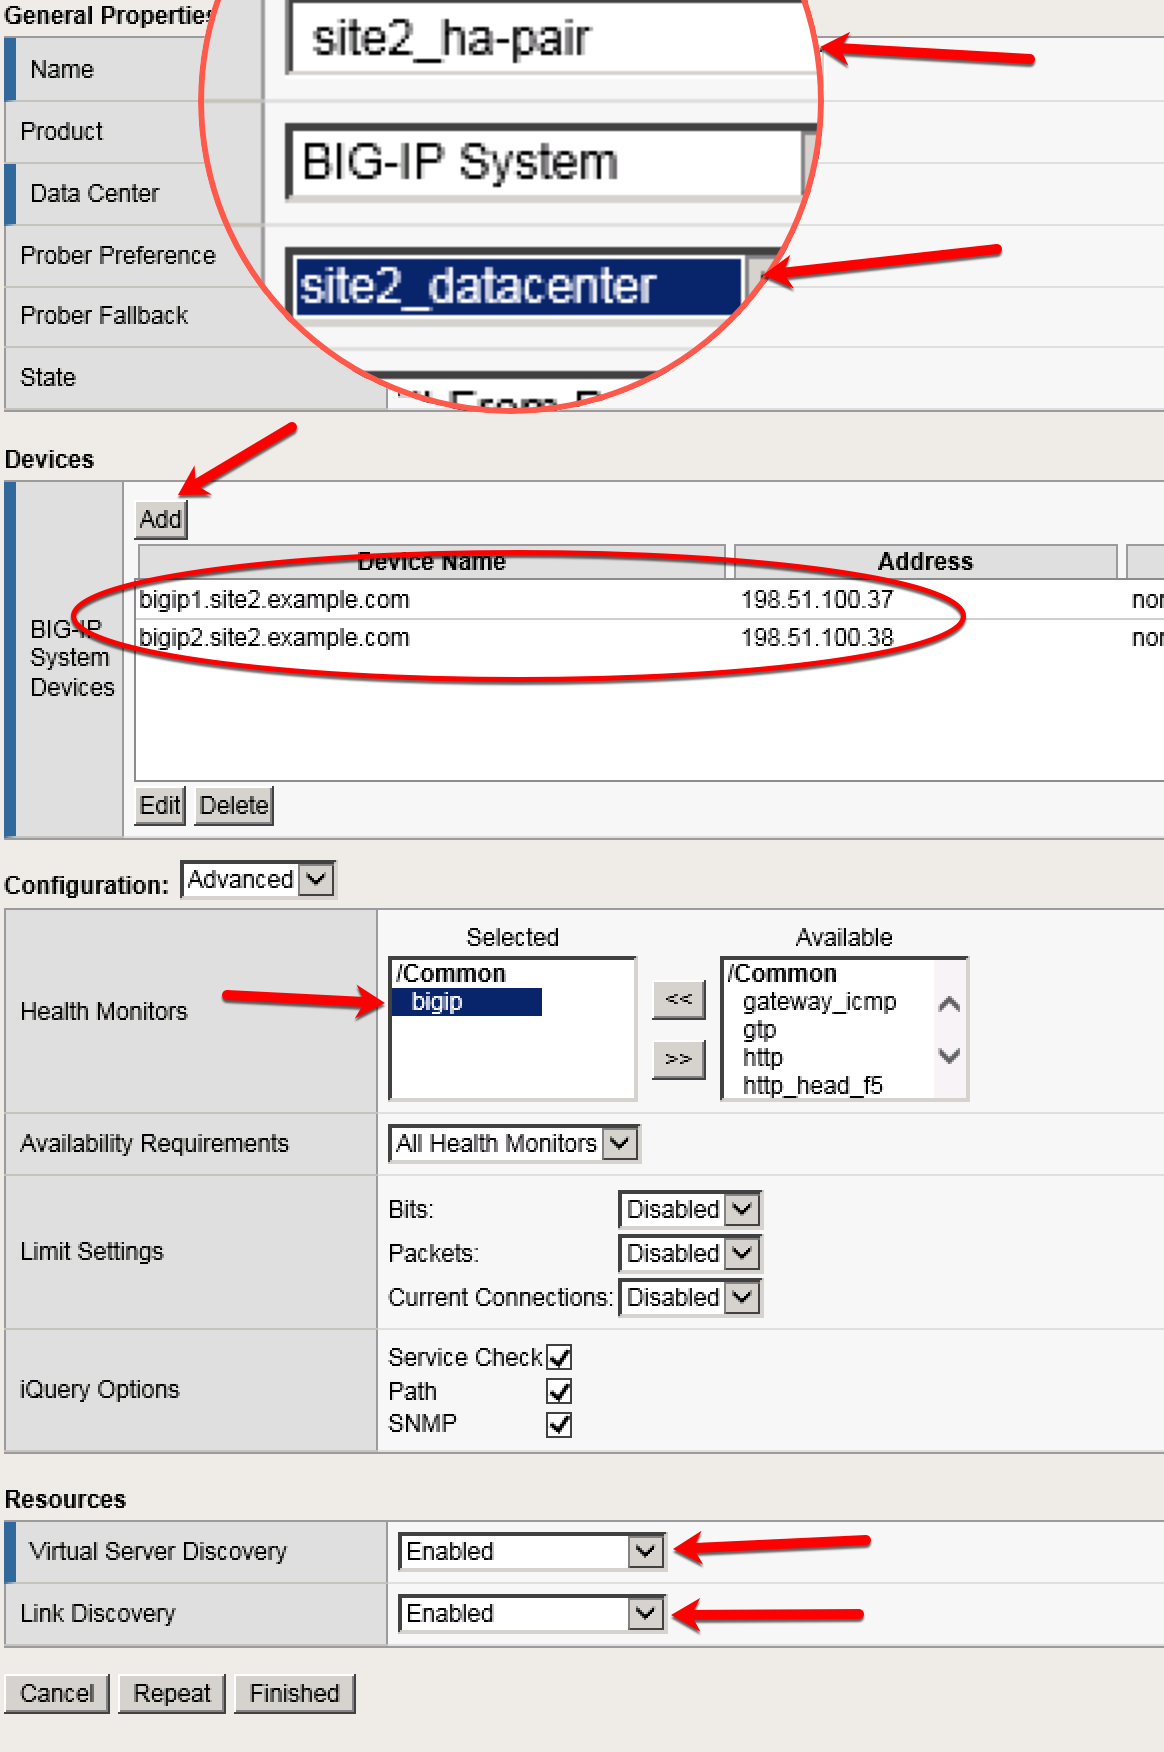 General Properties
Name
site2_ha-pair
Product
BIG-IP System
Data Center
site2_datacenter
Prober Preference
Prober Fallback
State
Devices
BIG-IP System Devices
Add
Device Name Address
bigip1.site2.example.com 198.51.100.37
bigip2.site2.example.com 198.51.100.38
Edit Delete
Configuration: Advanced
Health Monitors
Selected Available
/Common /Common
bigip gateway_icmp
<< gtp
>> http
http_head_f5
Availability Requirements All Health Monitors
Limit Settings
Bits: Disabled
Packets: Disabled
Current Connections: Disabled
iQuery Options
Service Check
Path
SNMP
Resources
Virtual Server Discovery Enabled
Link Discovery Enabled
Cancel Repeat Finished